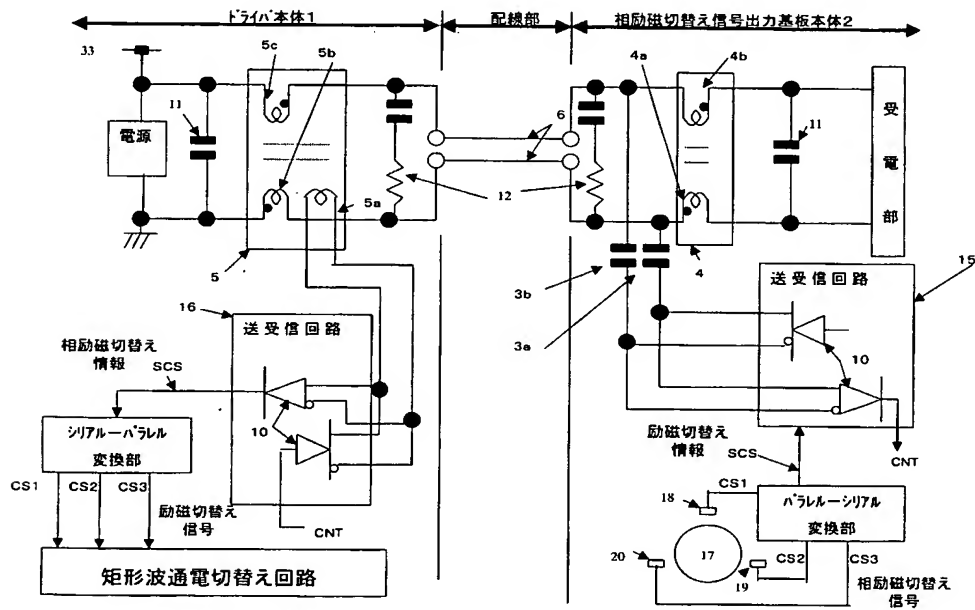 ドライバ本体1
配線部
相励磁切替え信号出力基板本体2
33
5c
5b
4a
4b
11
電源
6
11
受電部
12
5a
5
4
3b
3a
15
16
送受信回路
送受信回路
相励磁切替え
情報
SCS
10
10
シリアルーパラレル
変換部
励磁切替え
情報
SCS
CNT
CS1
CS2
CS3
励磁切替え
信号
CNT
18
CS1
パラレルーシリアル
変換部
20
17
19
CS2
CS3
矩形波通電切替え回路
相励磁切替え
信号